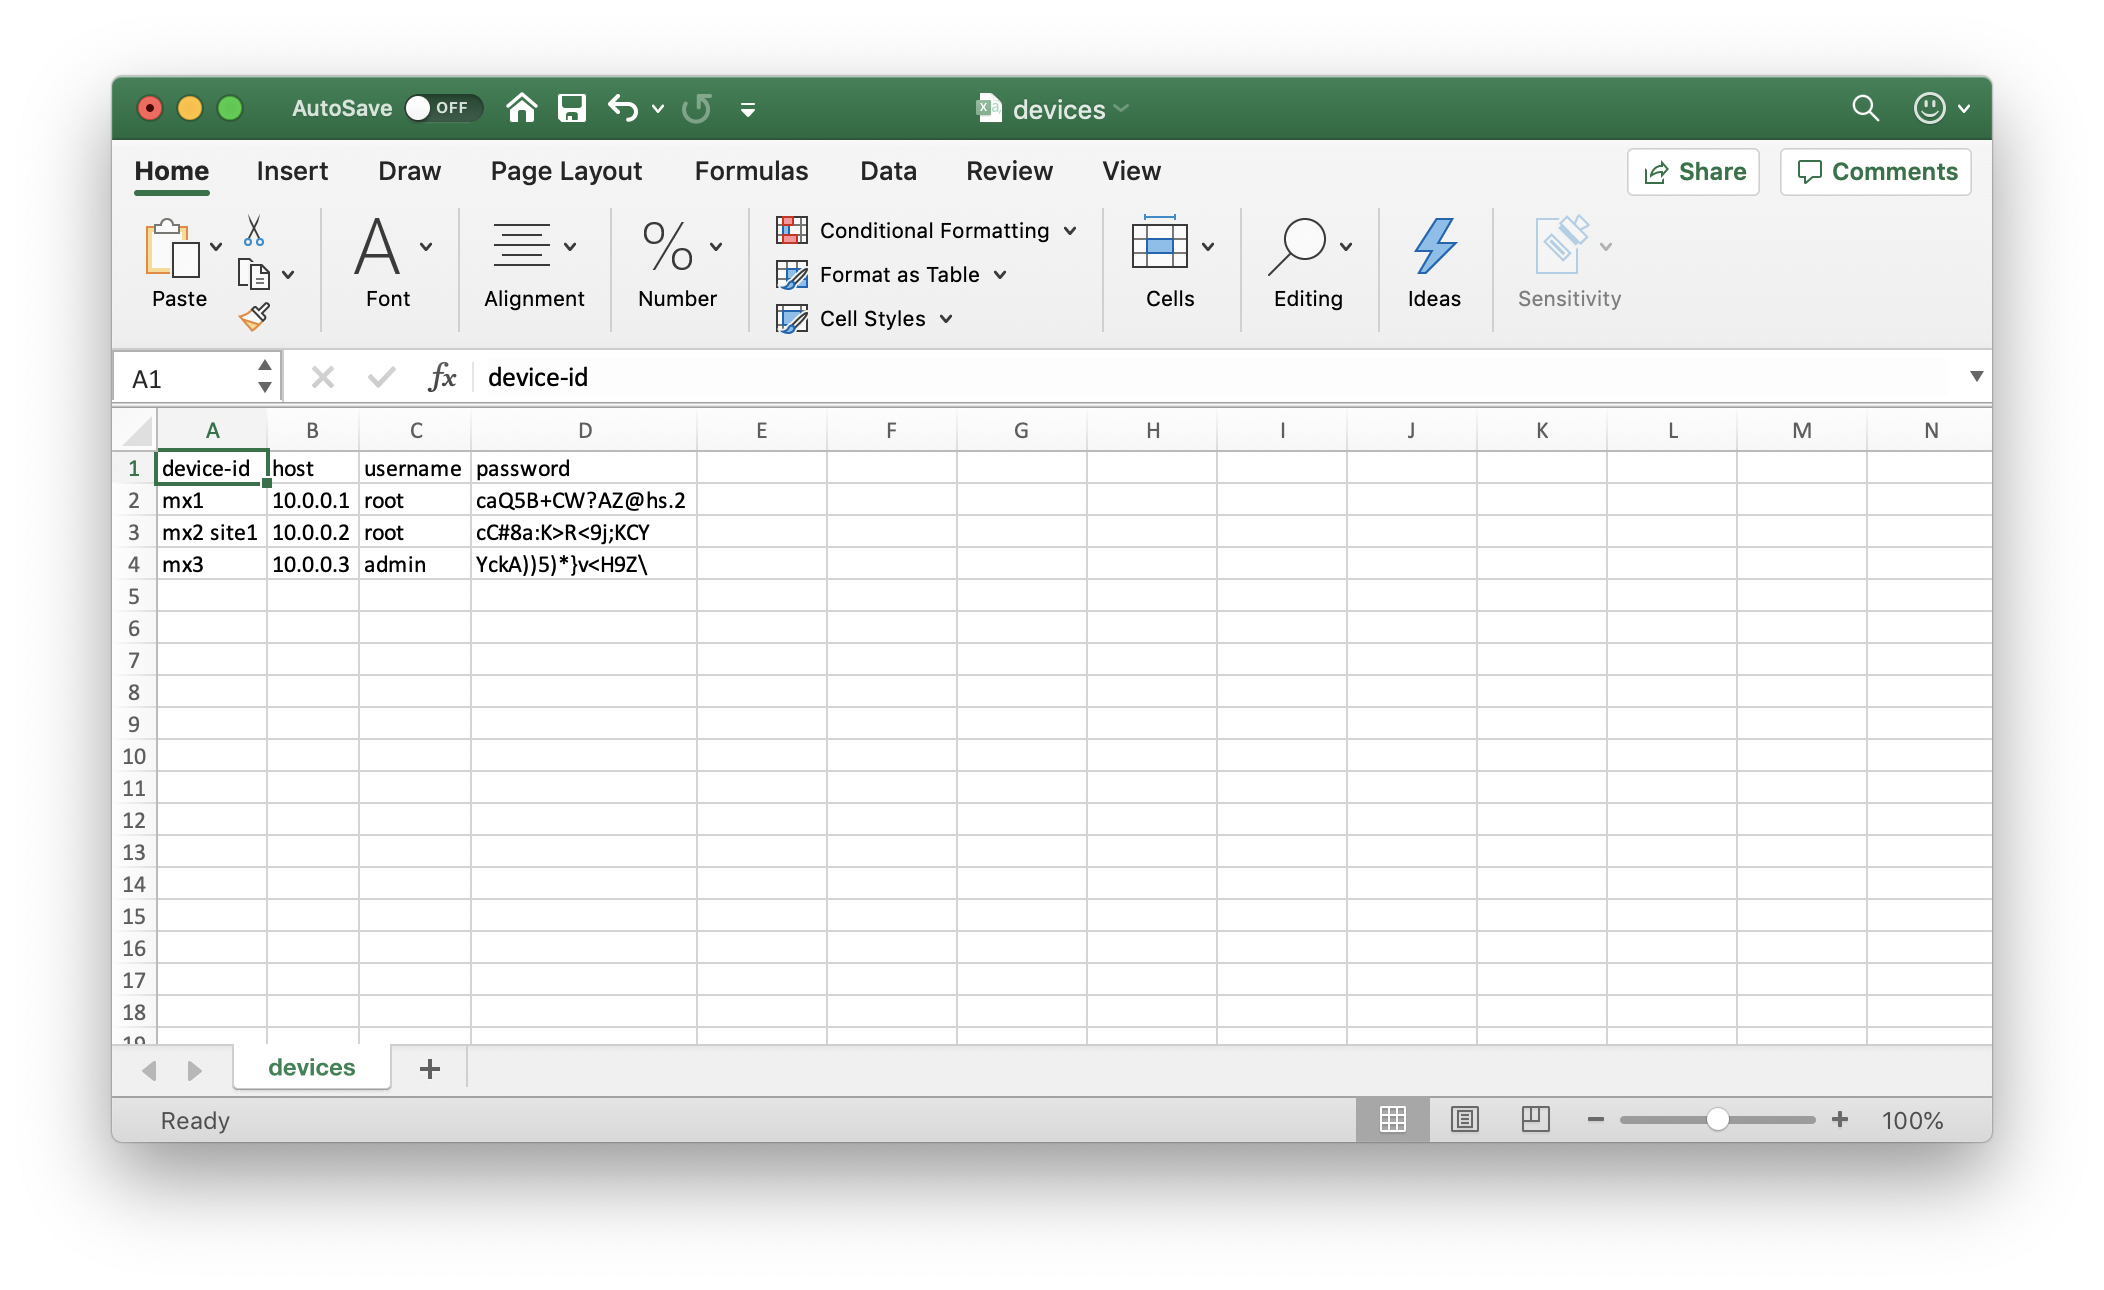 AutoSave OFF devices
Home Insert Draw Page Layout Formulas Data Review View Share Comments
Paste Font Alignment Number Conditional Formatting Format as Table Cell Styles Cells Editing Ideas Sensitivity
A1 fx device-id
A B C D E F G H I J K L M N
1 device-id host username password
2 mx1 10.0.0.1 root caQ5B+CW?AZ@hs.2
3 mx2 site1 10.0.0.2 root cC#8a:K>R<9j;KCY
4 mx3 10.0.0.3 admin YckA))5)*}v<H9Z\
5
6
7
8
9
10
11
12
13
14
15
16
17
18
19
devices +
Ready 100%